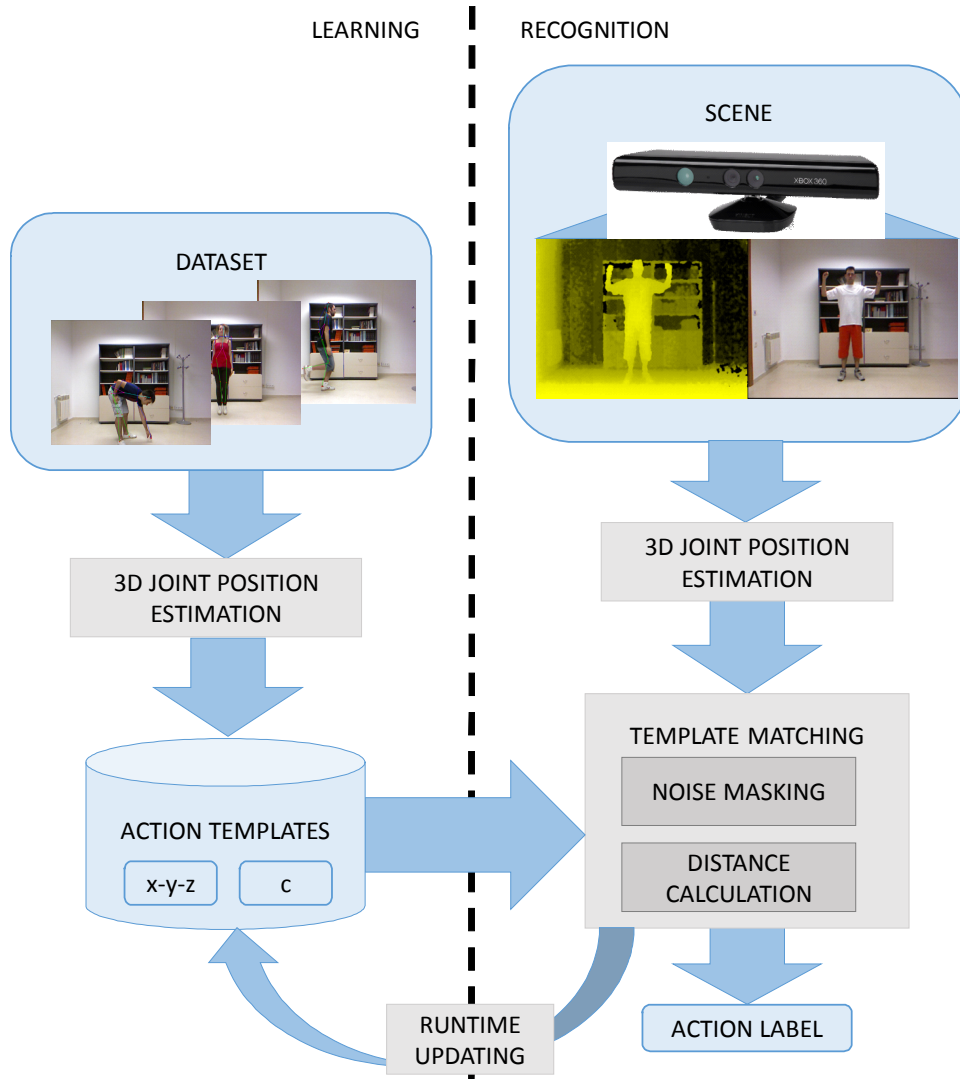 LEARNING
RECOGNITION
SCENE
XBOX 360
DATASET
3D JOINT POSITION
ESTIMATION
3D JOINT POSITION
ESTIMATION
TEMPLATE MATCHING
NOISE MASKING
DISTANCE
CALCULATION
ACTION TEMPLATES
x-y-z
c
RUNTIME
UPDATING
ACTION LABEL